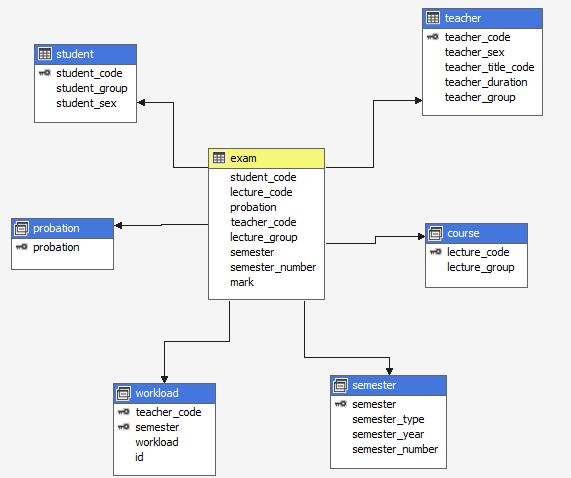 teacher
teacher_code
teacher_sex
teacher_title_code
teacher_duration
teacher_group
student
student_code
student_group
student_sex
exam
student_code
lecture_code
probation
teacher_code
lecture_group
semester
semester_number
mark
probation
probation
course
lecture_code
lecture_group
workload
teacher_code
semester
workload
id
semester
semester
semester_type
semester_year
semester_number